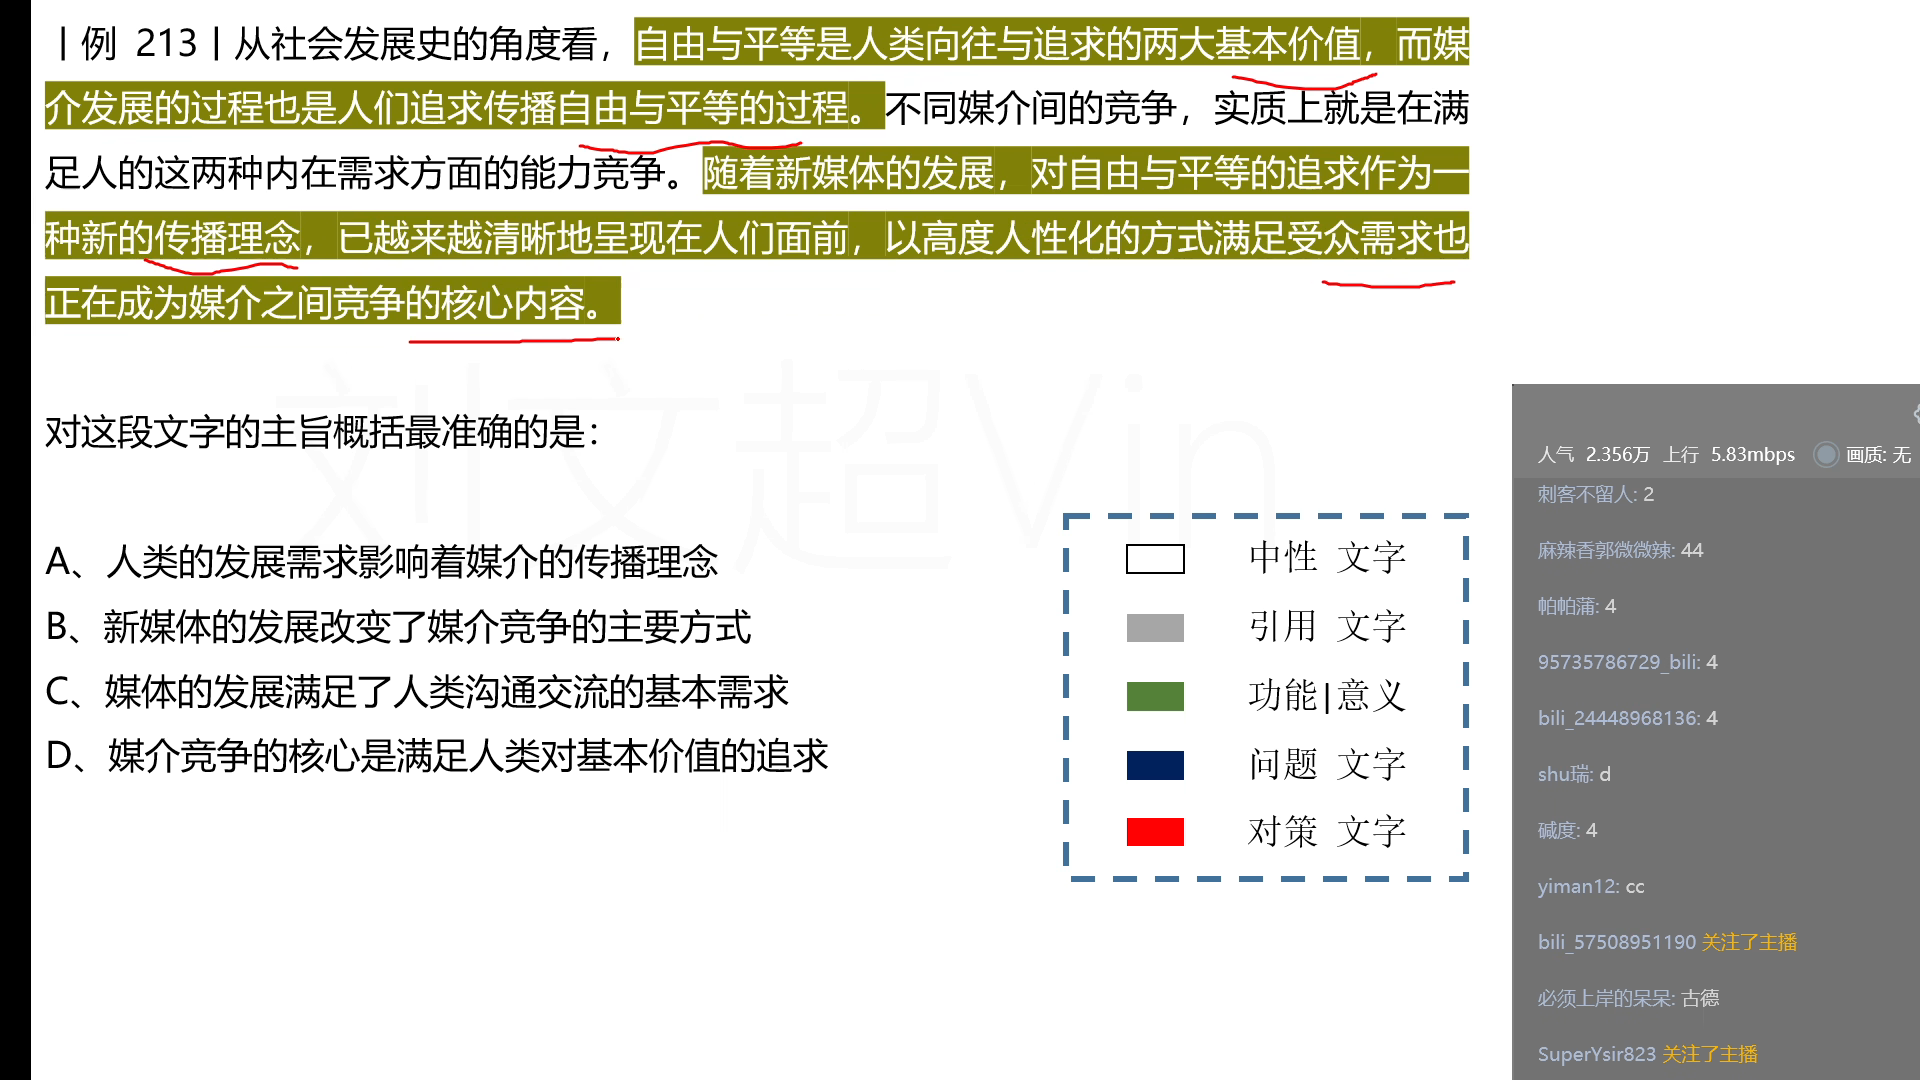 丨例 213丨从社会发展史的角度看，自由与平等是人类向往与追求的两大基本价值，而媒
介发展的过程也是人们追求传播自由与平等的过程。不同媒介间的竞争，实质上就是在满
足人的这两种内在需求方面的能力竞争。随着新媒体的发展，对自由与平等的追求作为一
种新的传播理念，已越来越清晰地呈现在人们面前，以高度人性化的方式满足受众需求也
正在成为媒介之间竞争的核心内容。
刘文超Vin
对这段文字的主旨概括最准确的是：
A、人类的发展需求影响着媒介的传播理念
B、新媒体的发展改变了媒介竞争的主要方式
C、媒体的发展满足了人类沟通交流的基本需求
D、媒介竞争的核心是满足人类对基本价值的追求
中性 文字
引用 文字
功能|意义
问题 文字
对策 文字
人气 2.356万 上行 5.83mbps 画质: 无
刺客不留人: 2
麻辣香郭微微辣: 44
帕帕蒲: 4
95735786729_bili: 4
bili_24448968136: 4
shu瑞: d
碱度: 4
yiman12: cc
bili_57508951190 关注了主播
必须上岸的呆呆: 古德
SuperYsir823 关注了主播